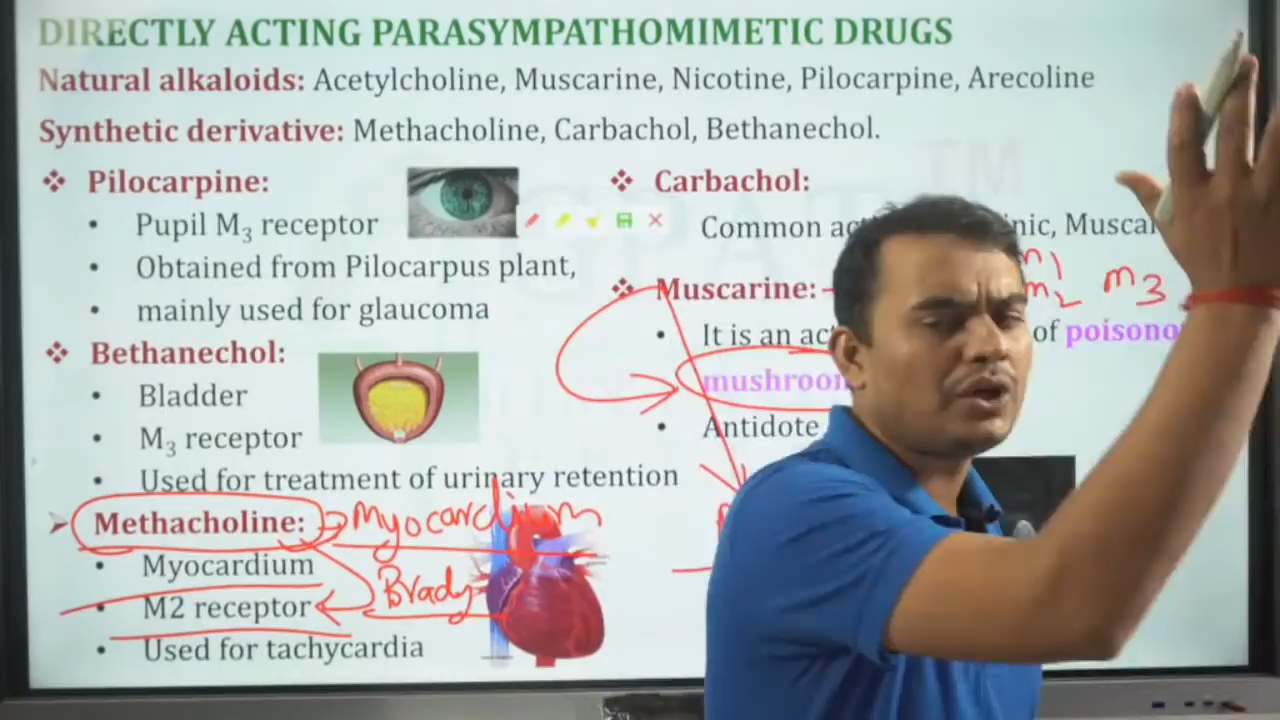 DIRECTLY ACTING PARASYMPATHOMIMETIC DRUGS
Natural alkaloids: Acetylcholine, Muscarine, Nicotine, Pilocarpine, Arecoline
Synthetic derivative: Methacholine, Carbachol, Bethanechol.
❖ Pilocarpine:
• Pupil M₃ receptor
• Obtained from Pilocarpus plant,
• mainly used for glaucoma
❖ Bethanechol:
• Bladder
• M₃ receptor
• Used for treatment of urinary retention
➤ Methacholine: → Myocardium
• Myocardium
Brady
• M2 receptor
• Used for tachycardia
❖ Carbachol:
Common
❖ Muscarine:
m1
m2 m3
• It is an
of
mushroom
• Antidote